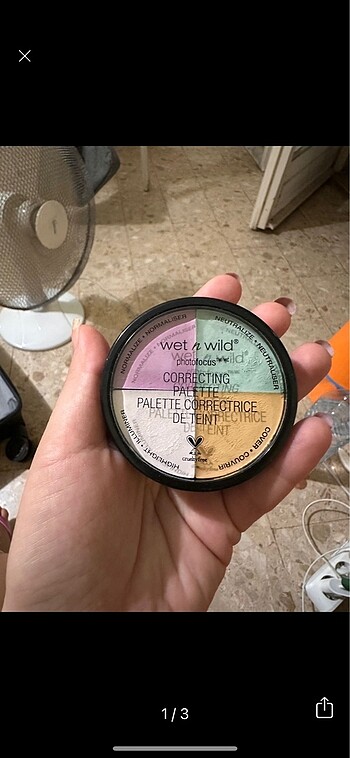 NORMALIZE • NORMALISER
NEUTRALIZE • NEUTRALISER
wet n wild®
photofocus™
CORRECTING
PALETTE
PALETTE CORRECTRICE
DE TEINT
HIGHLIGHT • ILLUMINER
COVER • COUVRIR
cruelty free
1/3